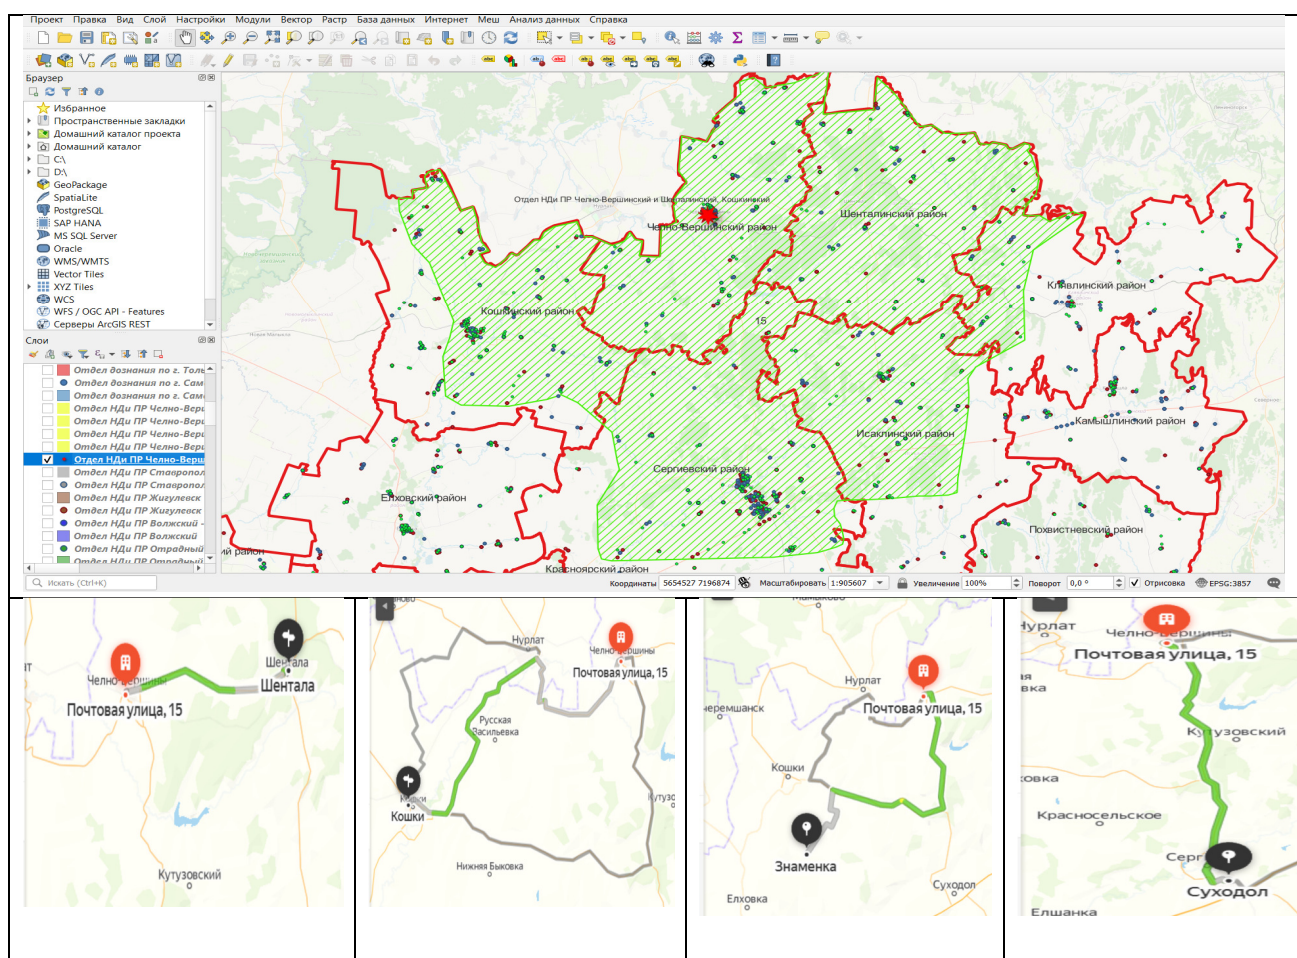 Проект Правка Вид Слой Настройки Модули Вектор Растр База данных Интернет Меш Анализ данных Справка
Браузер
Избранное
Пространственные закладки
Домашний каталог проекта
Домашний каталог
C:\
D:\
GeoPackage
SpatiaLite
PostgreSQL
SAP HANA
MS SQL Server
Oracle
WMS/WMTS
Vector Tiles
XYZ Tiles
WCS
WFS / OGC API - Features
Серверы ArcGIS REST
Слои
Отдел дознания по г. Толь
Отдел дознания по г. Сам
Отдел дознания по г. Сам
Отдел НДи ПР Челно-Вер
Отдел НДи ПР Челно-Вер
Отдел НДи ПР Челно-Вер
Отдел НДи ПР Челно-Верш
Отдел НДи ПР Ставропол
Отдел НДи ПР Ставропол
Отдел НДи ПР Жигулевск
Отдел НДи ПР Жигулевск
Отдел НДи ПР Волжский -
Отдел НДи ПР Волжский
Отдел НДи ПР Отрадный
Отдел НДи ПР Отрадный
Отдел НДи ПР Челно-Вершинский и Шенталинский, Кошкинский
Челно-Вершинский район
Шенталинский район
Клявлинский район
Кошкинский район
15
Камышлинский район
Исаклинский район
Сергиевский район
Елховский район
Похвистневский район
ий район
Красноярский район
Искать (Ctrl+K)
Координаты 5654527 7196874 Масштабировать 1:905607 Увеличение 100% Поворот 0,0 ° Отрисовка EPSG:3857
Шентала
Челно-Вершины
Шентала
Почтовая улица, 15
Кутузовский
Нурлат
Челно-Вершины
Почтовая улица, 15
Русская
Васильевка
Кошки
Кошки
Нижняя Быковка
Нурлат
Почтовая улица, 15
черемшанск
Кошки
Знаменка
Суходол
Елховка
Нурлат
Челно-Вершины
Почтовая улица, 15
Кутузовский
Красносельское
Серг
Суходол
Елшанка